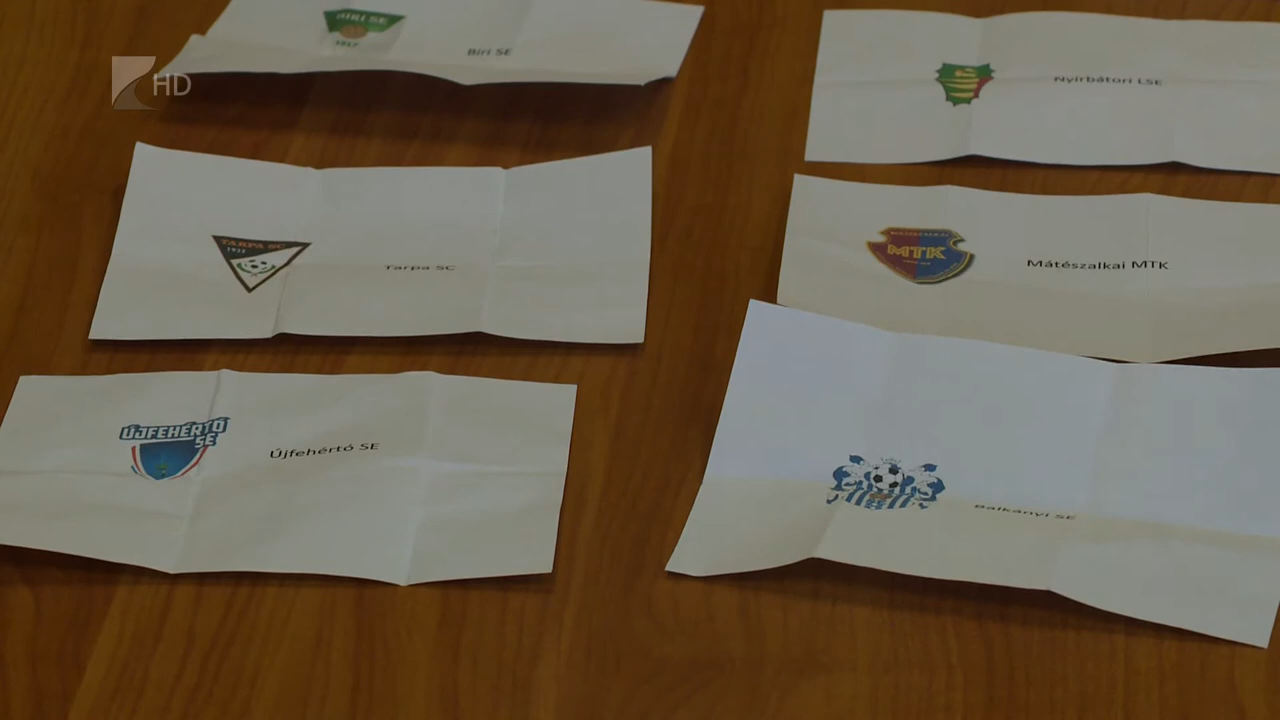 BIRI SE
Biri SE
HD
Nyírbátori LSE
TARPA SC
Tarpa SC
MTK
Mátészalkai MTK
ÚJFEHÉRTÓ
SE
Újfehértó SE
Balkányi SE